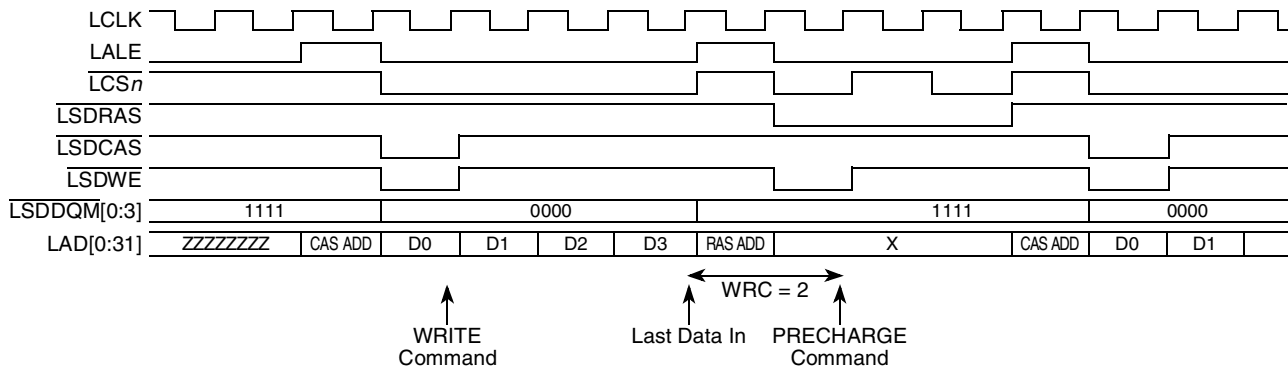 LCLK
LALE
LCSn
LSDRAS
LSDCAS
LSDWE
LSDDQM[0:3] 1111 0000 1111 0000
LAD[0:31] ZZZZZZZZ CAS ADD D0 D1 D2 D3 RAS ADD X CAS ADD D0 D1
WRC = 2
WRITE Command
Last Data In
PRECHARGE Command